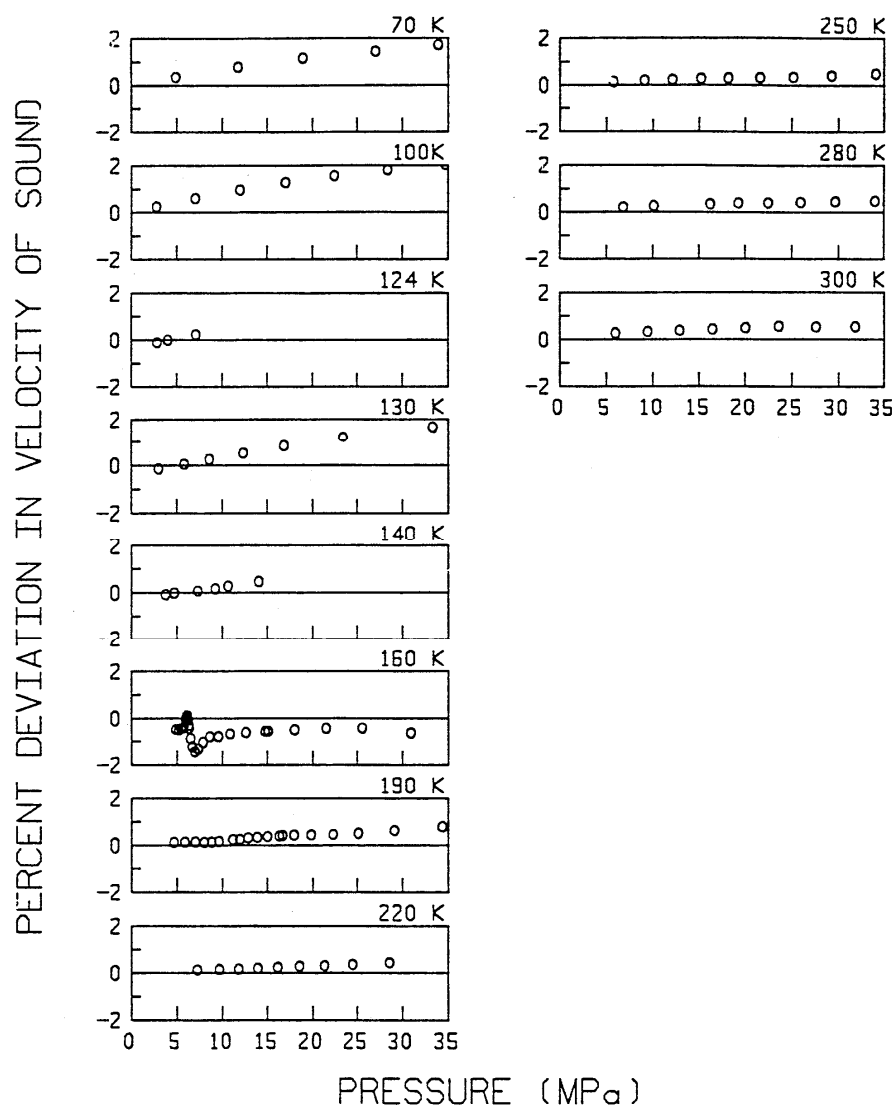 PERCENT DEVIATION IN VELOCITY OF SOUND
70 K
2
0
-2
100K
2
0
-2
124 K
2
0
-2
130 K
2
0
-2
140 K
2
0
-2
160 K
2
0
-2
190 K
2
0
-2
220 K
2
0
-2
0 5 10 15 20 25 30 35
250 K
2
0
-2
280 K
2
0
-2
300 K
2
0
-2
0 5 10 15 20 25 30 35
PRESSURE (MPa)